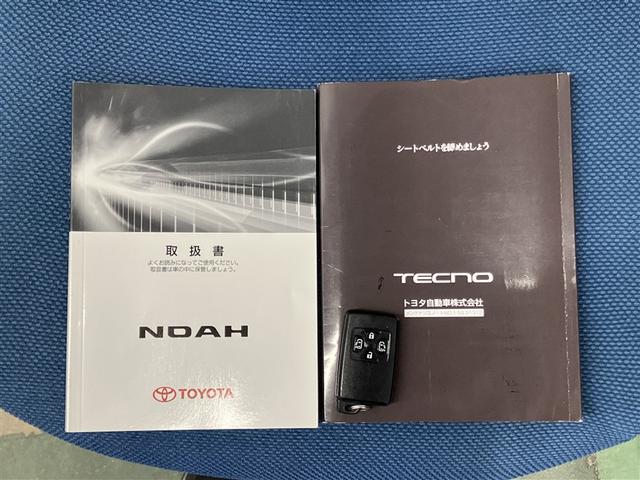 取扱書
よくお読みになってご使用ください。
取扱書は車の中に保管しましょう。
NOAH
TOYOTA
シートベルトを締めましょう
TECNO
トヨタ自動車株式会社